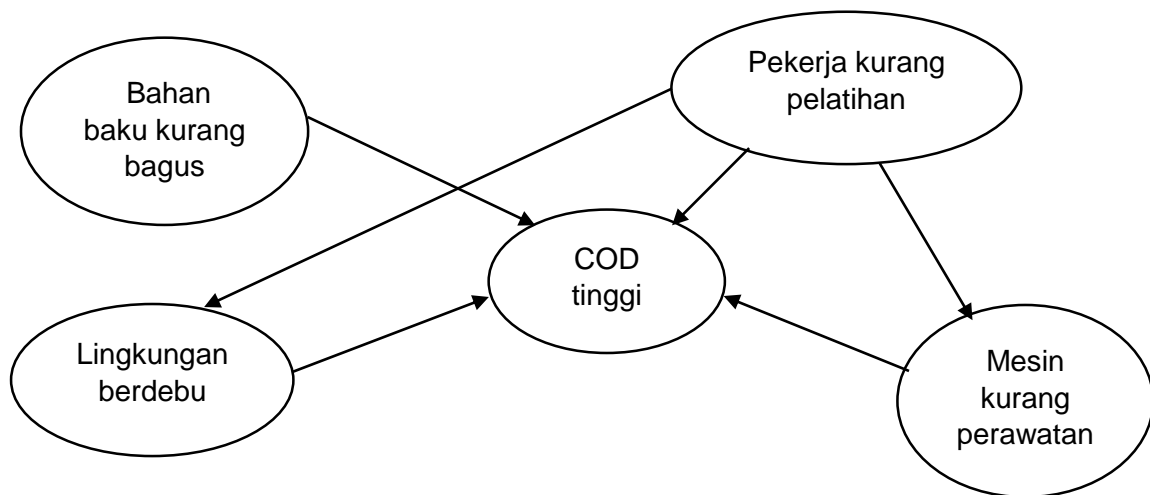 Bahan
baku kurang
bagus
Pekerja kurang
pelatihan
COD
tinggi
Lingkungan
berdebu
Mesin
kurang
perawatan